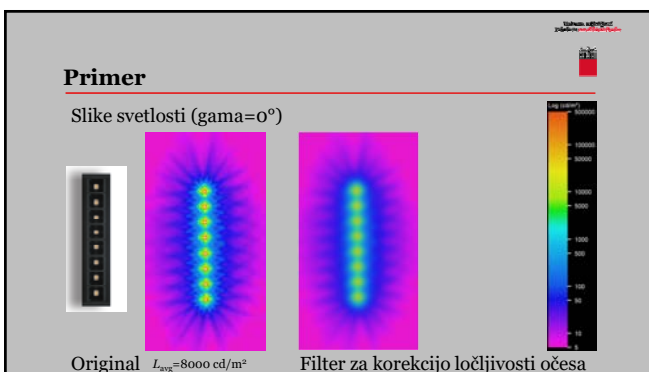 Primer
Slike svetlosti (gama=0°)
Log (cd/m²)
500000
100000
50000
10000
5000
1000
500
100
50
10
5
Original Lavg=8000 cd/m²
Filter za korekcijo ločljivosti očesa